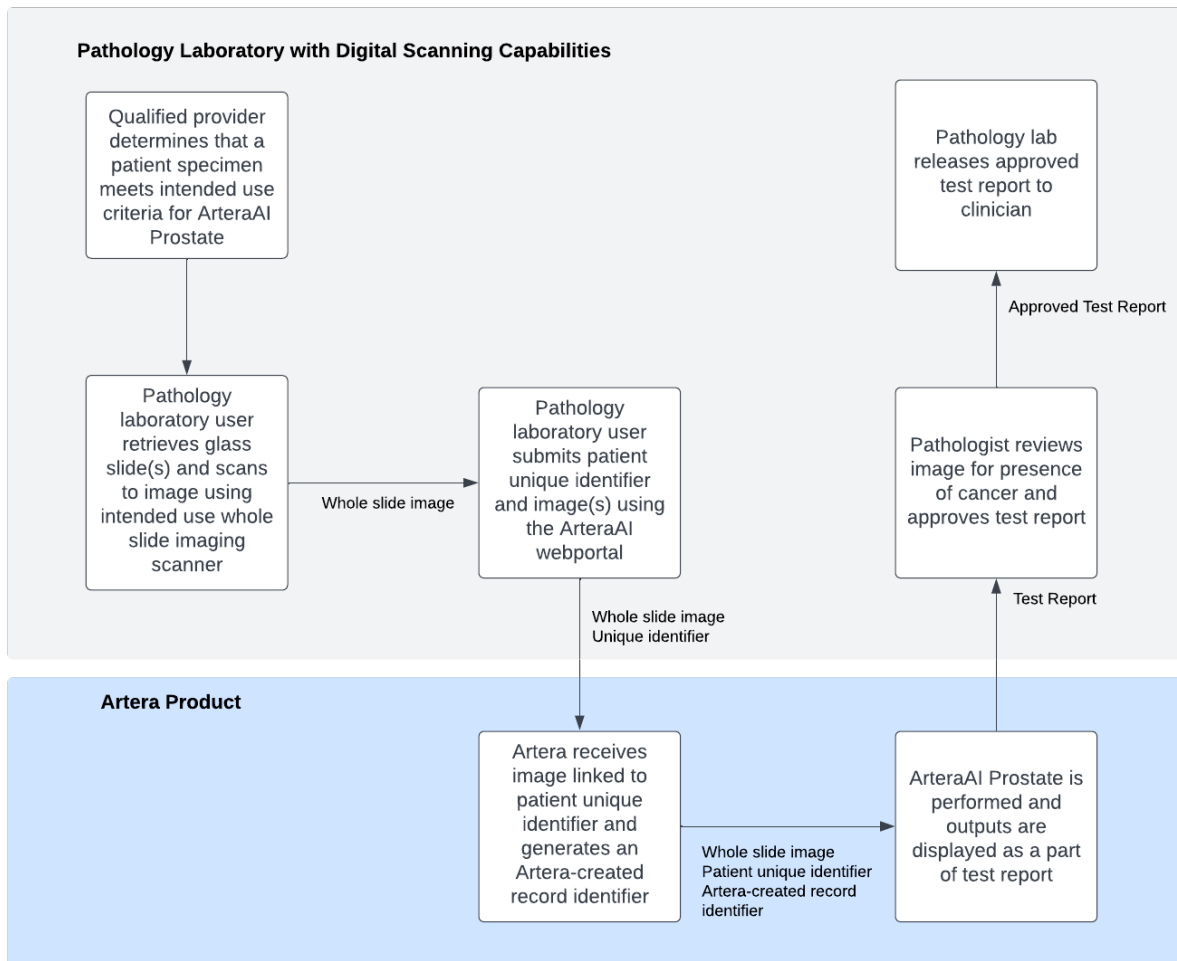 Pathology Laboratory with Digital Scanning Capabilities
Qualified provider
determines that a
patient specimen
meets intended use
criteria for ArteraAI
Prostate
Pathology
laboratory user
retrieves glass
slide(s) and scans
to image using
intended use whole
slide imaging
scanner
Whole slide image
Pathology
laboratory user
submits patient
unique identifier
and image(s) using
the ArteraAI
webportal
Whole slide image
Unique identifier
Artera Product
Artera receives
image linked to
patient unique
identifier and
generates an
Artera-created
record identifier
Whole slide image
Patient unique identifier
Artera-created record
identifier
ArteraAI Prostate is
performed and
outputs are
displayed as a part
of test report
Test Report
Pathologist reviews
image for presence
of cancer and
approves test report
Approved Test Report
Pathology lab
releases approved
test report to
clinician